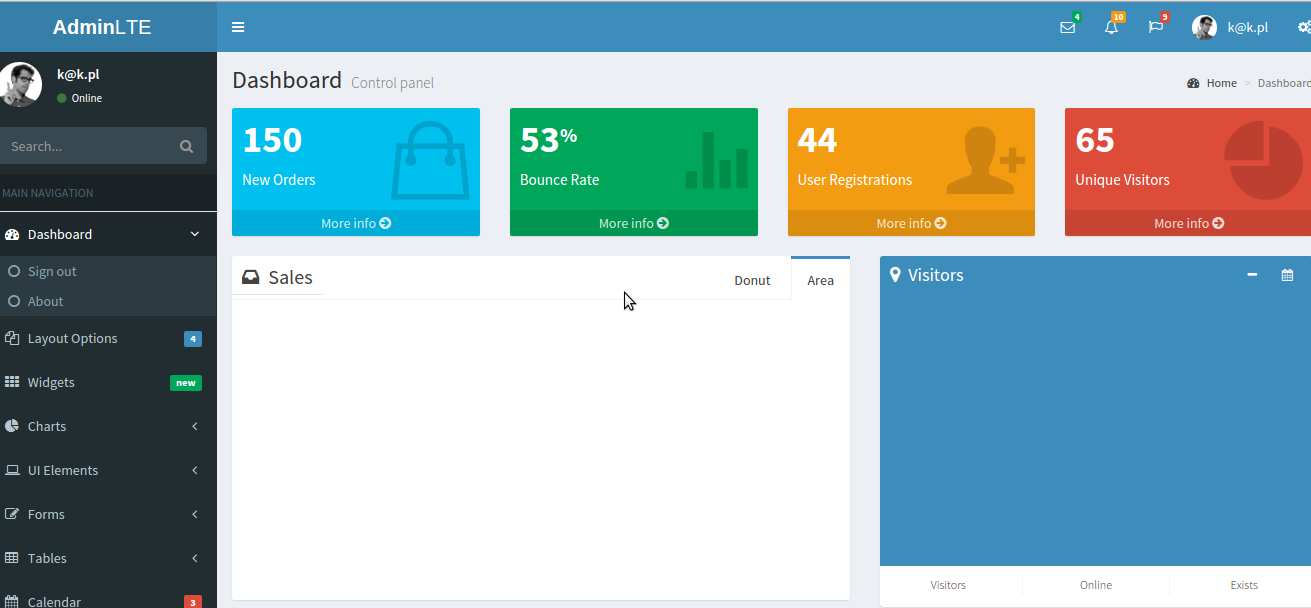 AdminLTE
4
10
9
k@k.pl
k@k.pl
Online
Search...
MAIN NAVIGATION
Dashboard
Sign out
About
Layout Options 4
Widgets new
Charts
UI Elements
Forms
Tables
Calendar 3
Dashboard Control panel
Home > Dashboard
150
New Orders
More info
53%
Bounce Rate
More info
44
User Registrations
More info
65
Unique Visitors
More info
Sales
Donut
Area
Visitors
Visitors
Online
Exists